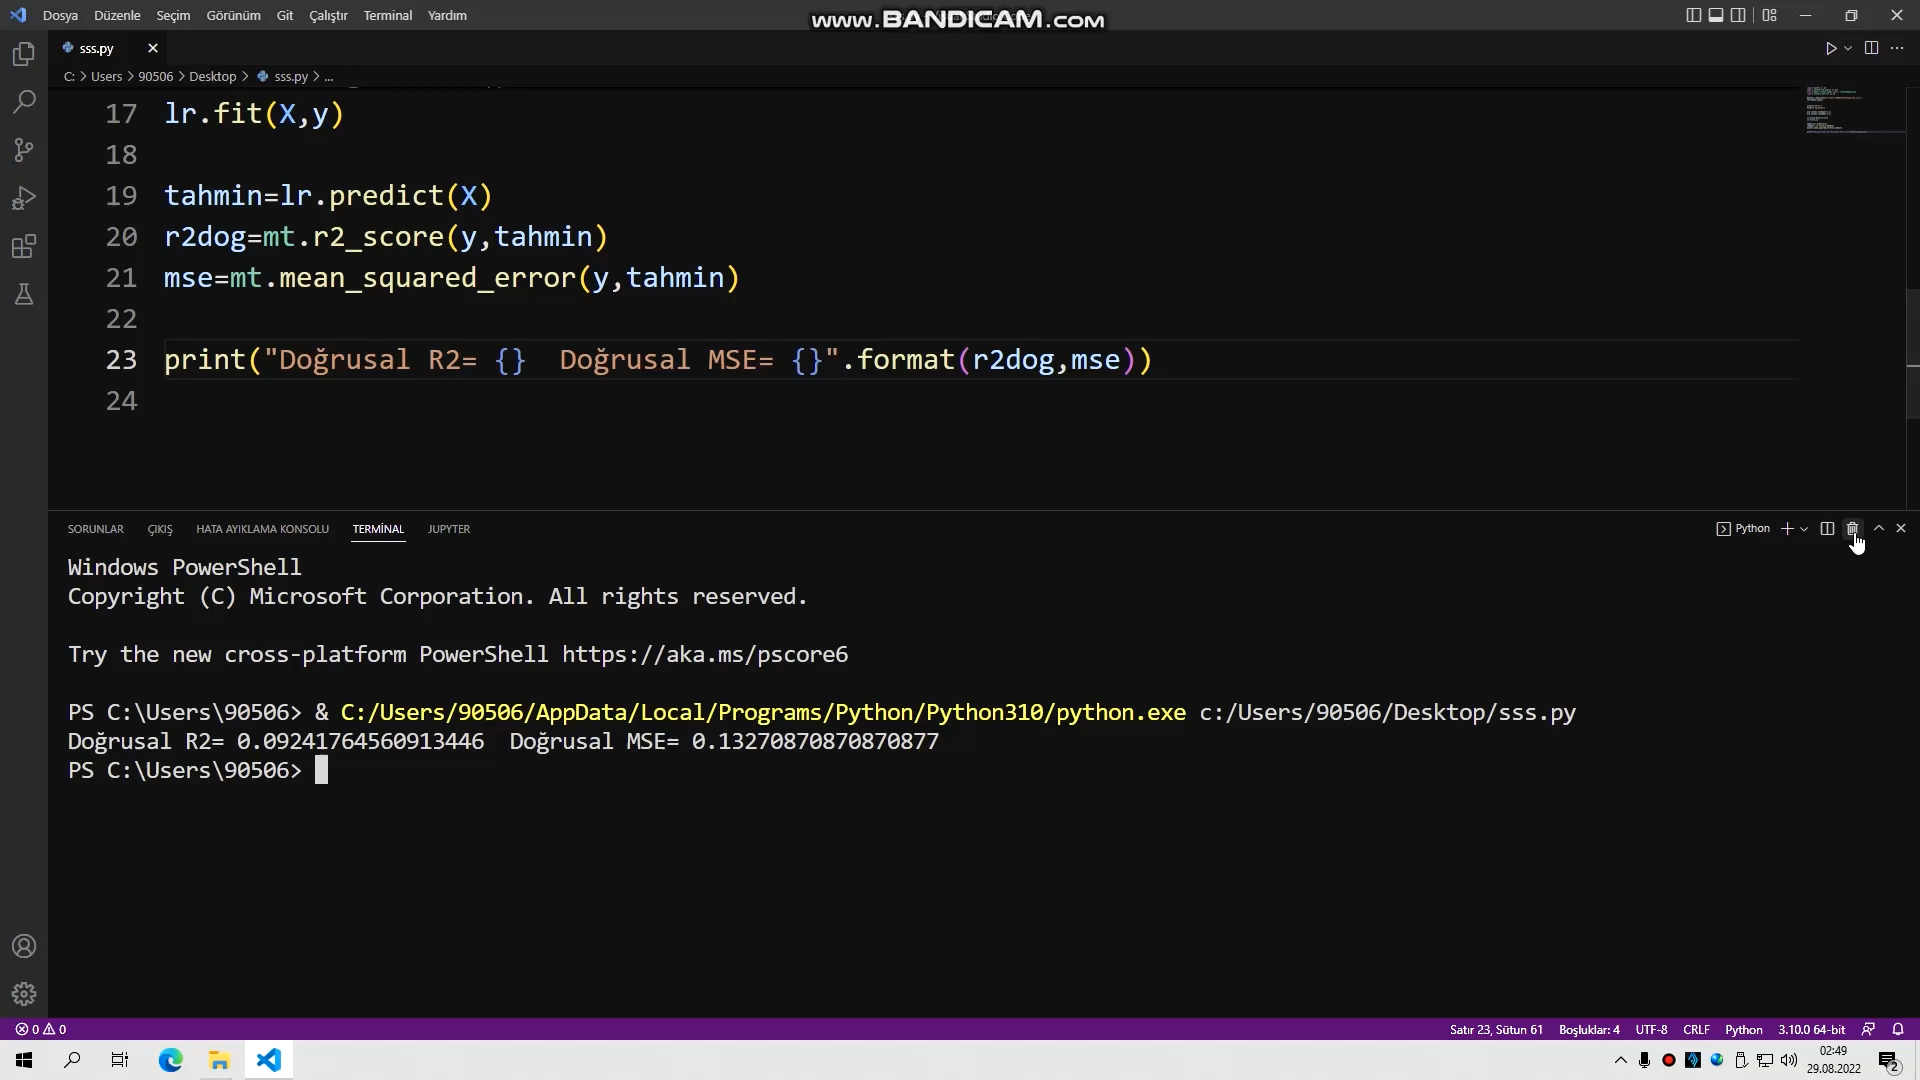 Dosya Düzenle Seçim Görünüm Git Çalıştır Terminal Yardım
www.BANDICAM.com
sss.py
C: > Users > 90506 > Desktop > sss.py > ...
17 lr.fit(X,y)
18
19 tahmin=lr.predict(X)
20 r2dog=mt.r2_score(y,tahmin)
21 mse=mt.mean_squared_error(y,tahmin)
22
23 print("Doğrusal R2= {}  Doğrusal MSE= {}".format(r2dog,mse))
24
SORUNLAR ÇIKIŞ HATA AYIKLAMA KONSOLU TERMİNAL JUPYTER
Python
Windows PowerShell
Copyright (C) Microsoft Corporation. All rights reserved.
Try the new cross-platform PowerShell https://aka.ms/pscore6
PS C:\Users\90506> & C:/Users/90506/AppData/Local/Programs/Python/Python310/python.exe c:/Users/90506/Desktop/sss.py
Doğrusal R2= 0.09241764560913446  Doğrusal MSE= 0.13270870870870877
PS C:\Users\90506>
0 0
Satır 23, Sütun 61 Boşluklar: 4 UTF-8 CRLF Python 3.10.0 64-bit
02:49
29.08.2022
2